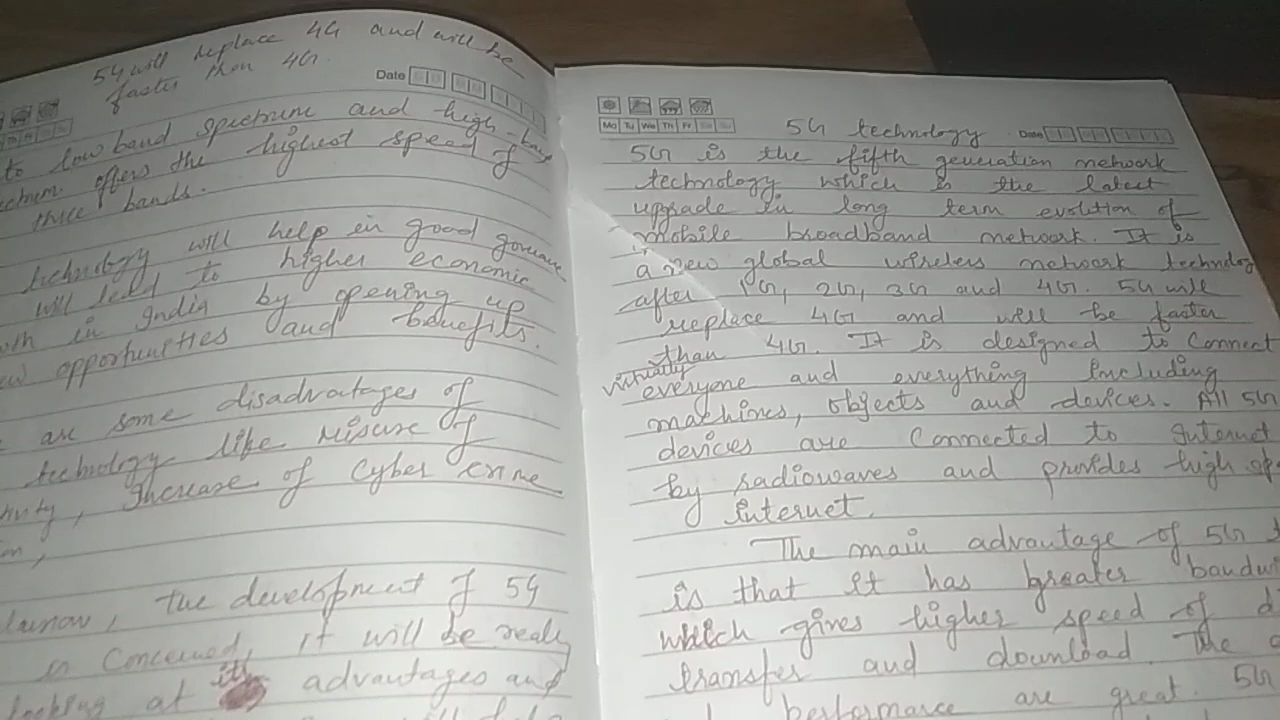 5G will replace 4G and will be
faster than 4G.
Date
to low band spectrum and high-band
offers the highest speed of
three bands.
technology will help in good
will lead to higher economic
in India by opening up
opportunities and benefits.
are some disadvantages of
technology like misuse of
Increase of Cyber crime
the development of 5G
Concerned, it will be really
at its advantages and
Mo Tu We Th Fr Sa Su
5G technology. Date
5G is the fifth generation network
technology which is the latest
upgrade in long term evolution of
mobile broadband network. It is
a new global wireless network technolog
after 1G, 2G, 3G and 4G. 5G will
replace 4G and will be faster
than 4G. It is designed to Connect
virtually
everyone and everything Including
machines, objects and devices. All 5G
devices are Connected to Internet
by radiowaves and provides high
internet.
The main advantage of 5G
is that it has greater
which gives higher speed of
transfer and download. The
performance are great. 5G